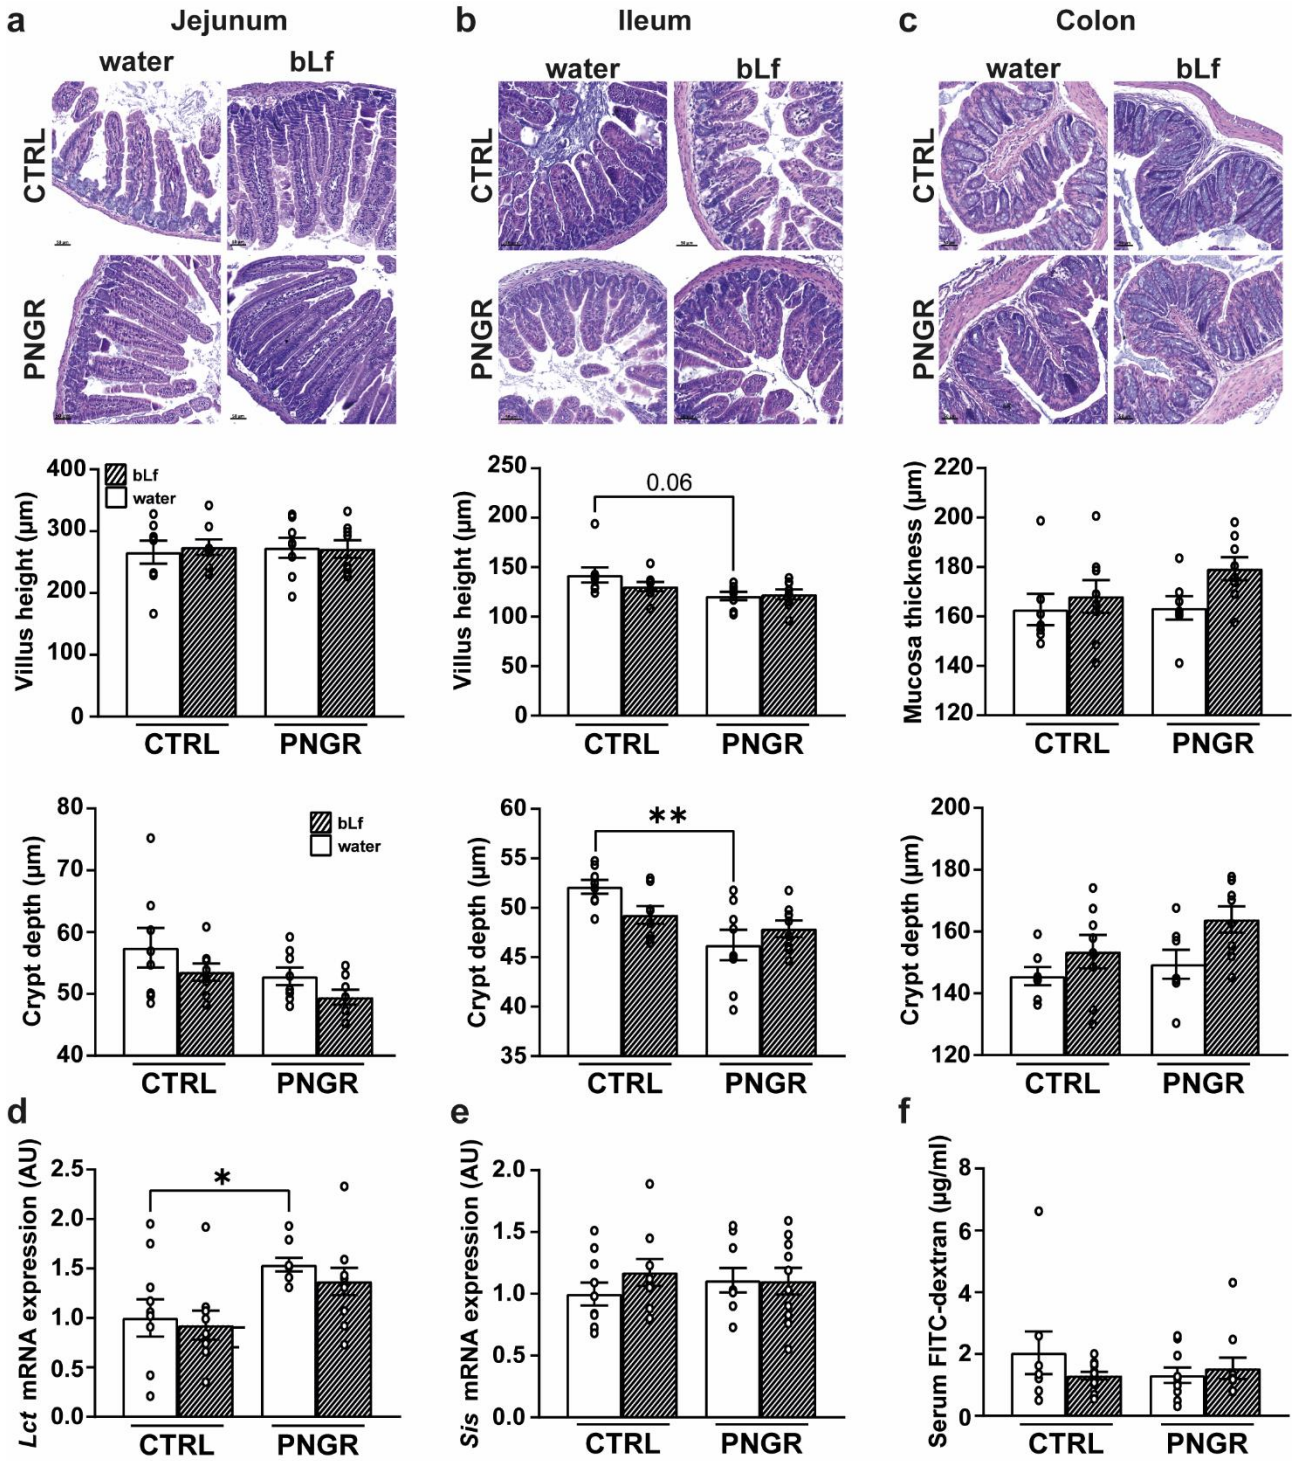 a Jejunum
water bLf
CTRL
PNGR
b Ileum
water bLf
CTRL
PNGR
c Colon
water bLf
CTRL
PNGR
Villus height (µm)
400
300
200
100
0
bLf
water
CTRL PNGR
Villus height (µm)
250
200
150
100
50
0
0.06
CTRL PNGR
Mucosa thickness (µm)
220
200
180
160
140
120
CTRL PNGR
Crypt depth (µm)
80
70
60
50
40
bLf
water
CTRL PNGR
Crypt depth (µm)
60
55
50
45
40
35
**
CTRL PNGR
Crypt depth (µm)
200
180
160
140
120
CTRL PNGR
d
Lct mRNA expression (AU)
2.5
2.0
1.5
1.0
0.5
0.0
*
CTRL PNGR
e
Sis mRNA expression (AU)
2.0
1.5
1.0
0.5
0.0
CTRL PNGR
f
Serum FITC-dextran (µg/ml)
8
6
4
2
0
CTRL PNGR